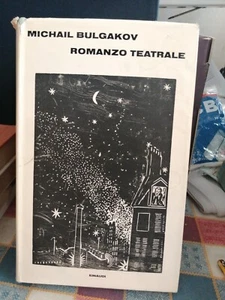 MICHAIL BULGAKOV
ROMANZO TEATRALE
EINAUDI